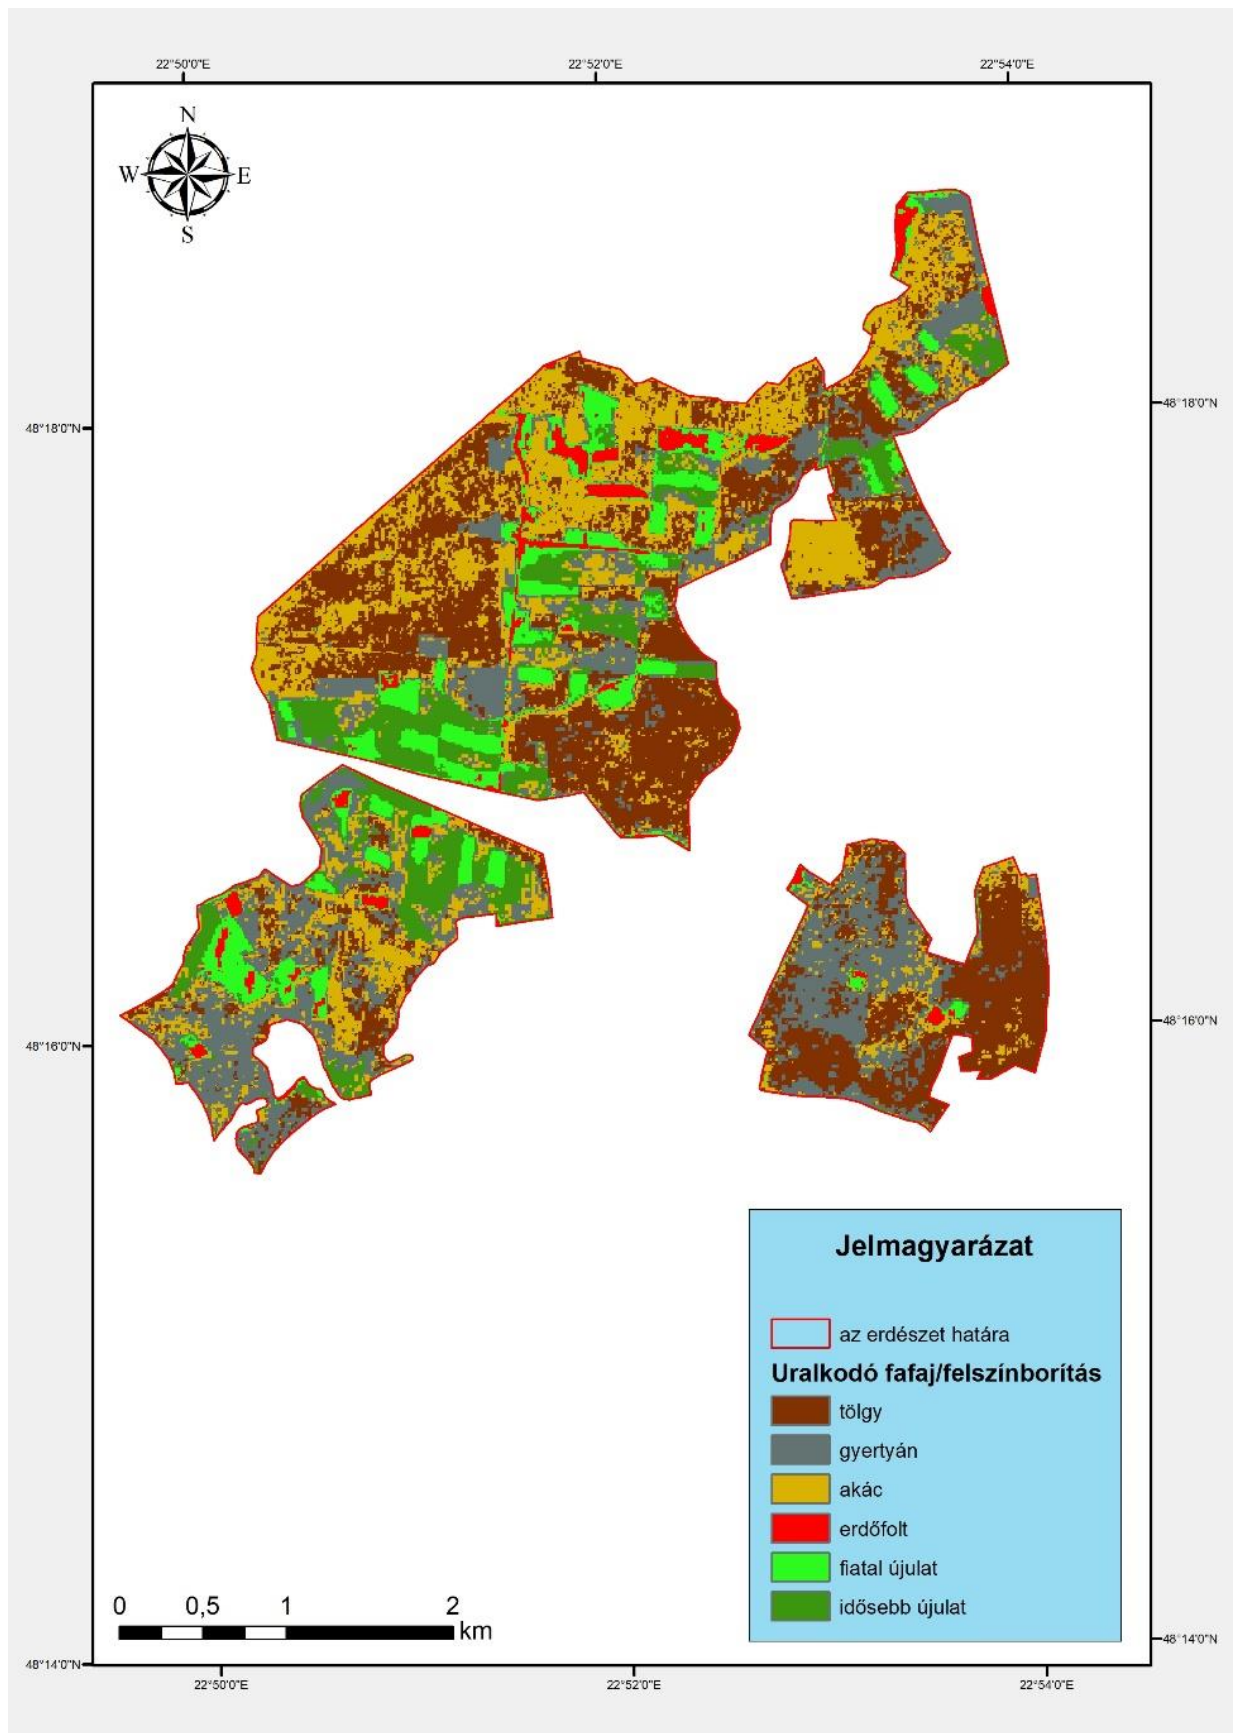 22°50'0"E
22°52'0"E
22°54'0"E
N
W
E
S
48°18'0"N
48°18'0"N
48°16'0"N
48°16'0"N
Jelmagyarázat
az erdészet határa
Uralkodó fafaj/felszínborítás
tölgy
gyertyán
akác
erdőfolt
fiatal újulat
idősebb újulat
0 0,5 1 2
km
48°14'0"N
48°14'0"N
22°50'0"E
22°52'0"E
22°54'0"E